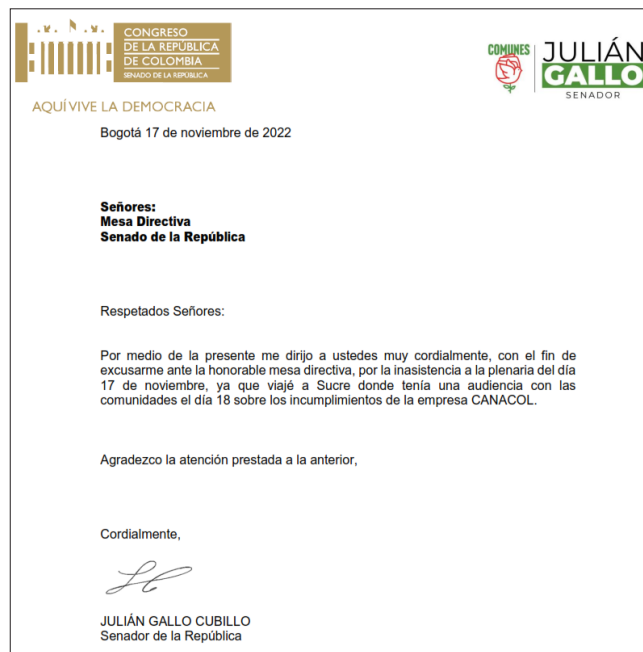 CONGRESO
DE LA REPÚBLICA
DE COLOMBIA
SENADO DE LA REPÚBLICA
AQUÍVIVE LA DEMOCRACIA
COMUNES
JULIÁN
GALLO
SENADOR
Bogotá 17 de noviembre de 2022
Señores:
Mesa Directiva
Senado de la República
Respetados Señores:
Por medio de la presente me dirijo a ustedes muy cordialmente, con el fin de
excusarme ante la honorable mesa directiva, por la inasistencia a la plenaria del día
17 de noviembre, ya que viajé a Sucre donde tenía una audiencia con las
comunidades el día 18 sobre los incumplimientos de la empresa CANACOL.
Agradezco la atención prestada a la anterior,
Cordialmente,
JULIÁN GALLO CUBILLO
Senador de la República